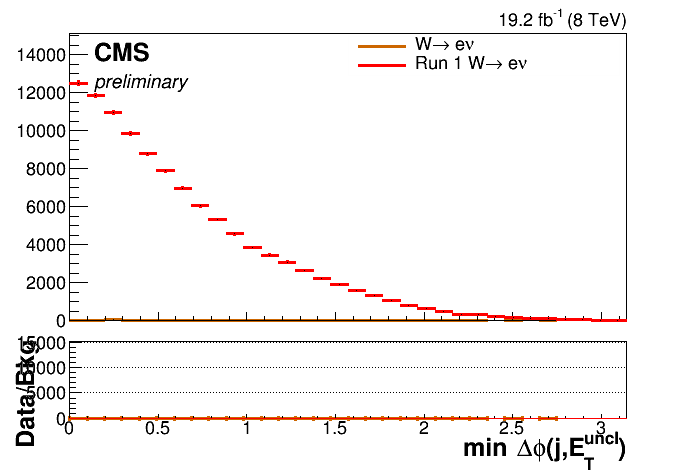 19.2 fb⁻¹ (8 TeV)
CMS
preliminary
W→ eν
Run 1 W→ eν
14000
12000
10000
8000
6000
4000
2000
0
Data/Bkg
15000
10000
5000
0
0 0.5 1 1.5 2 2.5 3
min Δϕ(j,E_T^uncl)